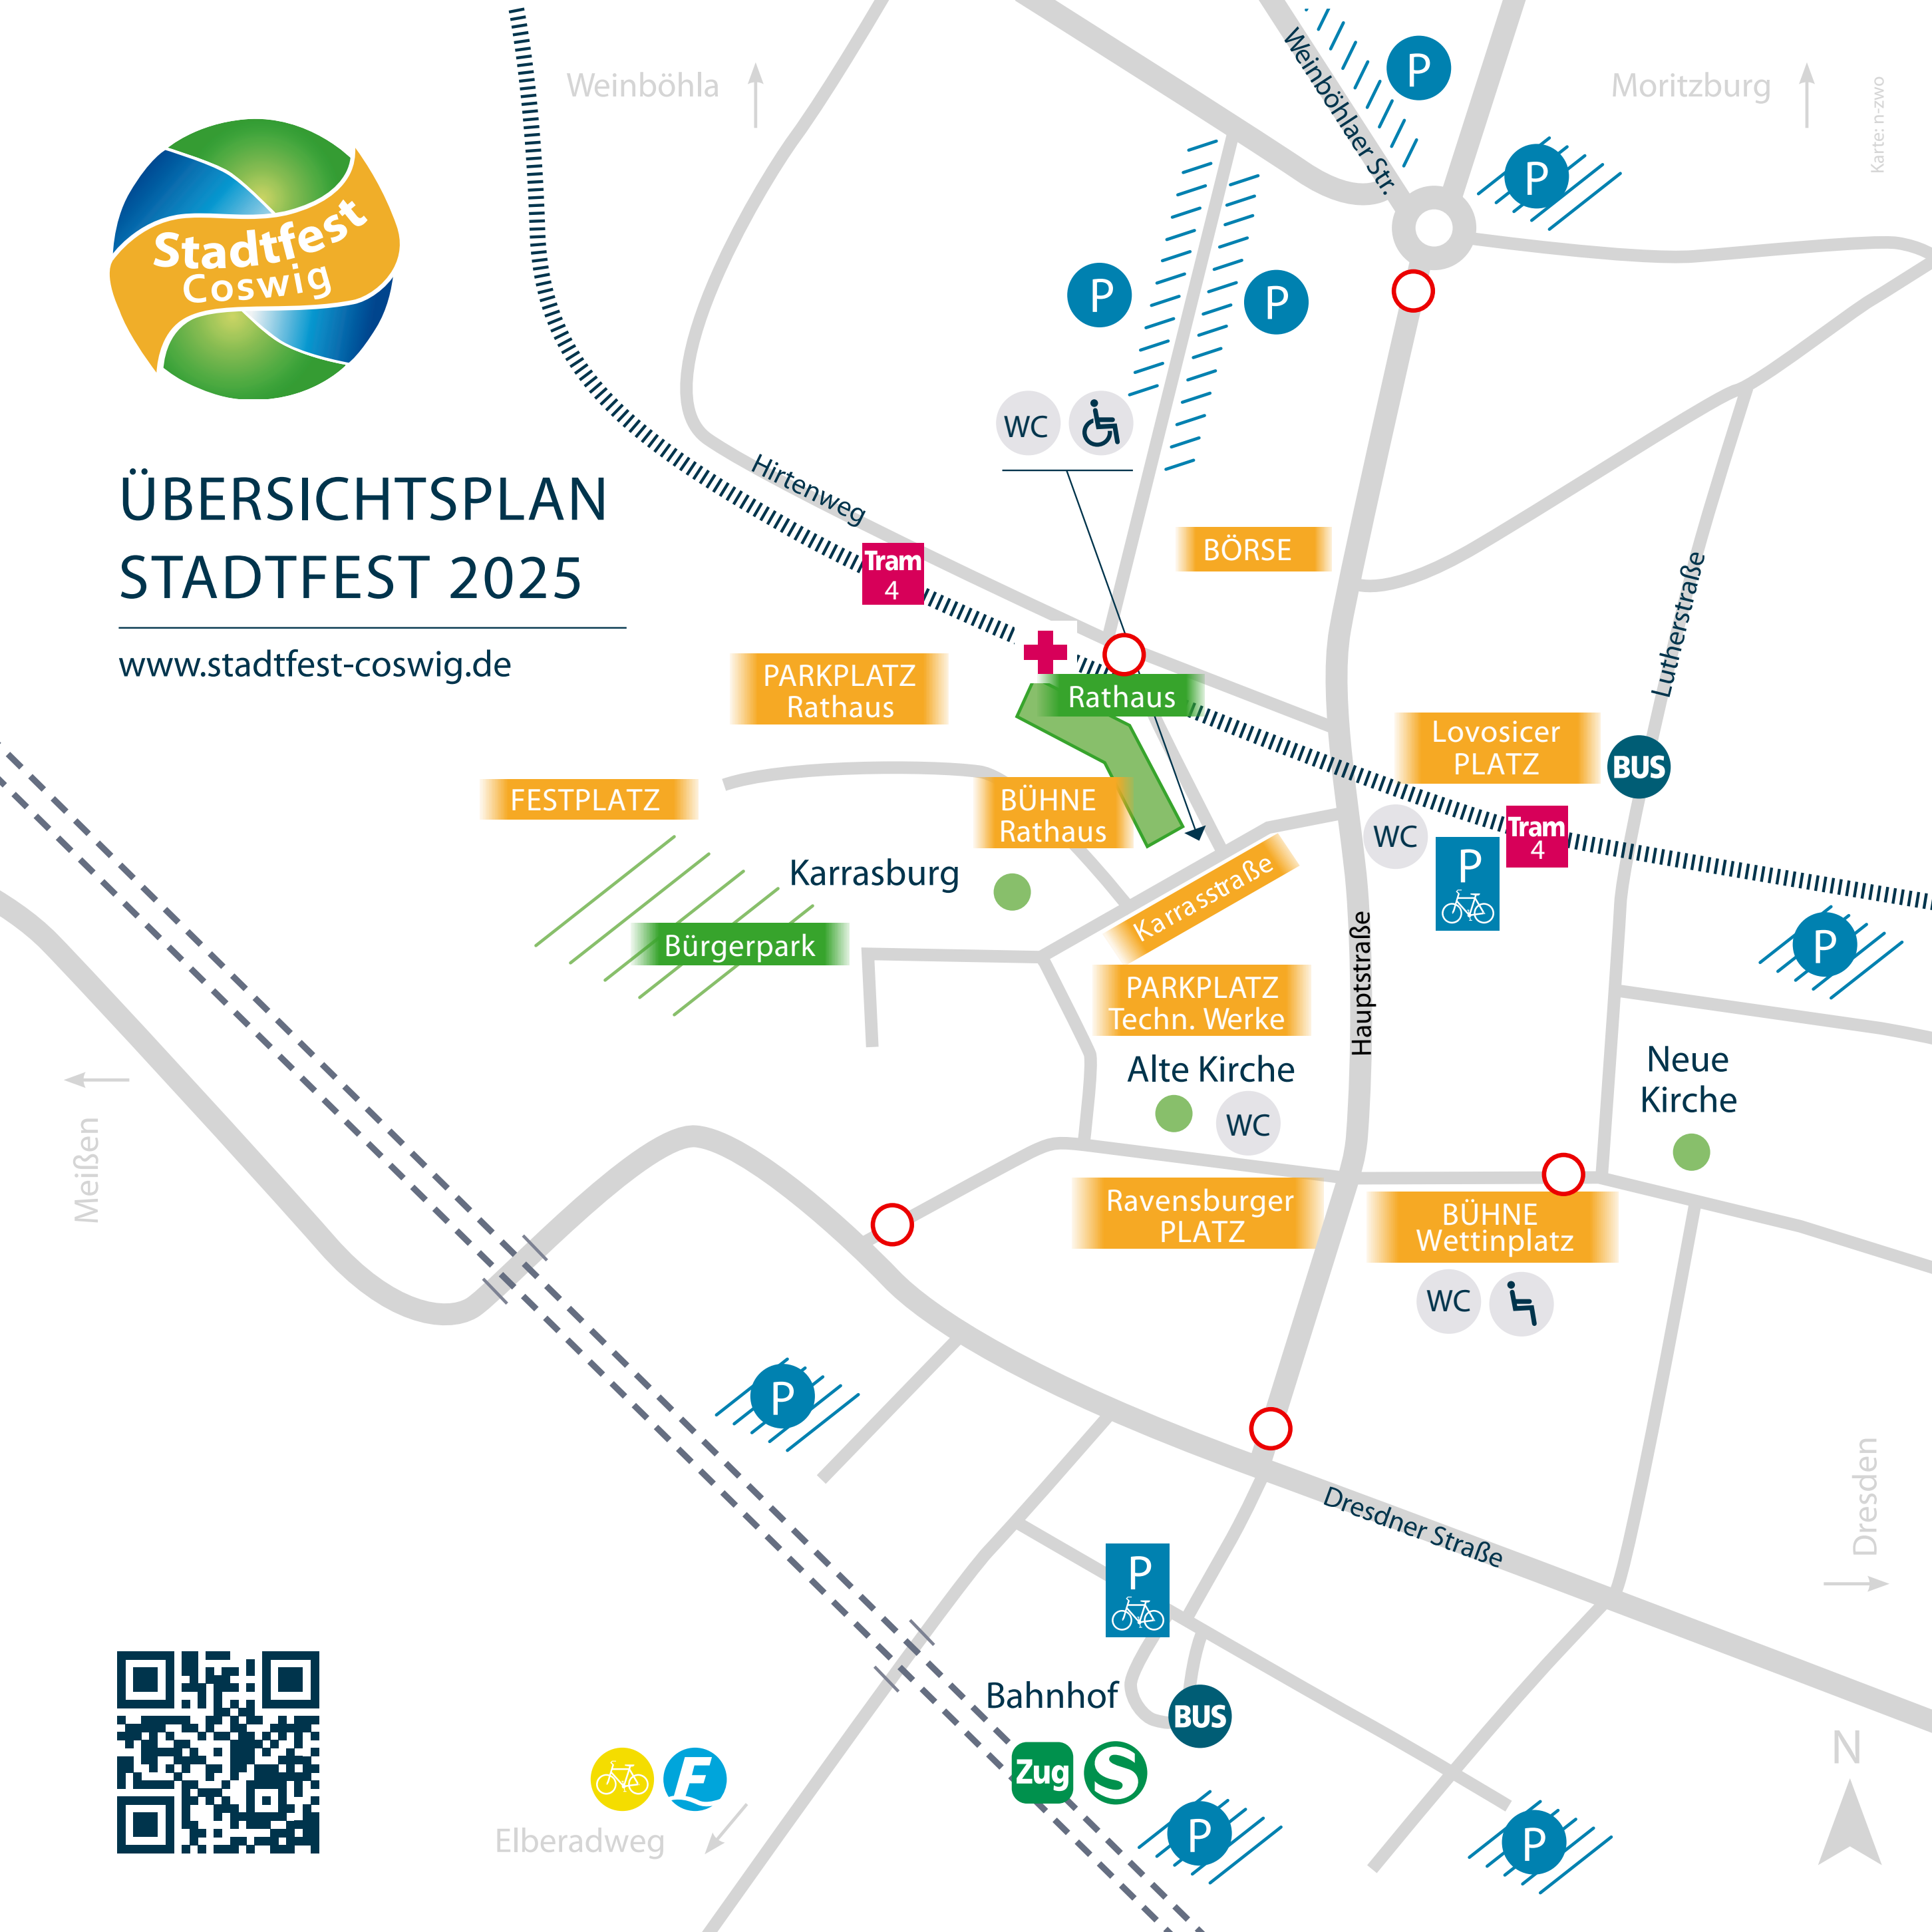 Weinböhla
Moritzburg
Karte: n-zwo
Weinböhlaer Str.
P
P
Stadtfest
Coswig
P
P
ÜBERSICHTSPLAN
STADTFEST 2025
www.stadtfest-coswig.de
WC
Hirtenweg
BÖRSE
Tram
4
Lutherstraße
PARKPLATZ
Rathaus
Rathaus
Lovosicer
PLATZ
BUS
FESTPLATZ
BÜHNE
Rathaus
WC
Tram
4
P
Karrasburg
Karrasstraße
Bürgerpark
Hauptstraße
P
PARKPLATZ
Techn. Werke
Alte Kirche
WC
Neue
Kirche
Meißen
Ravensburger
PLATZ
BÜHNE
Wettinplatz
WC
P
Dresdner Straße
Dresden
P
Bahnhof
BUS
Zug
S
F
Elberadweg
P
P
N